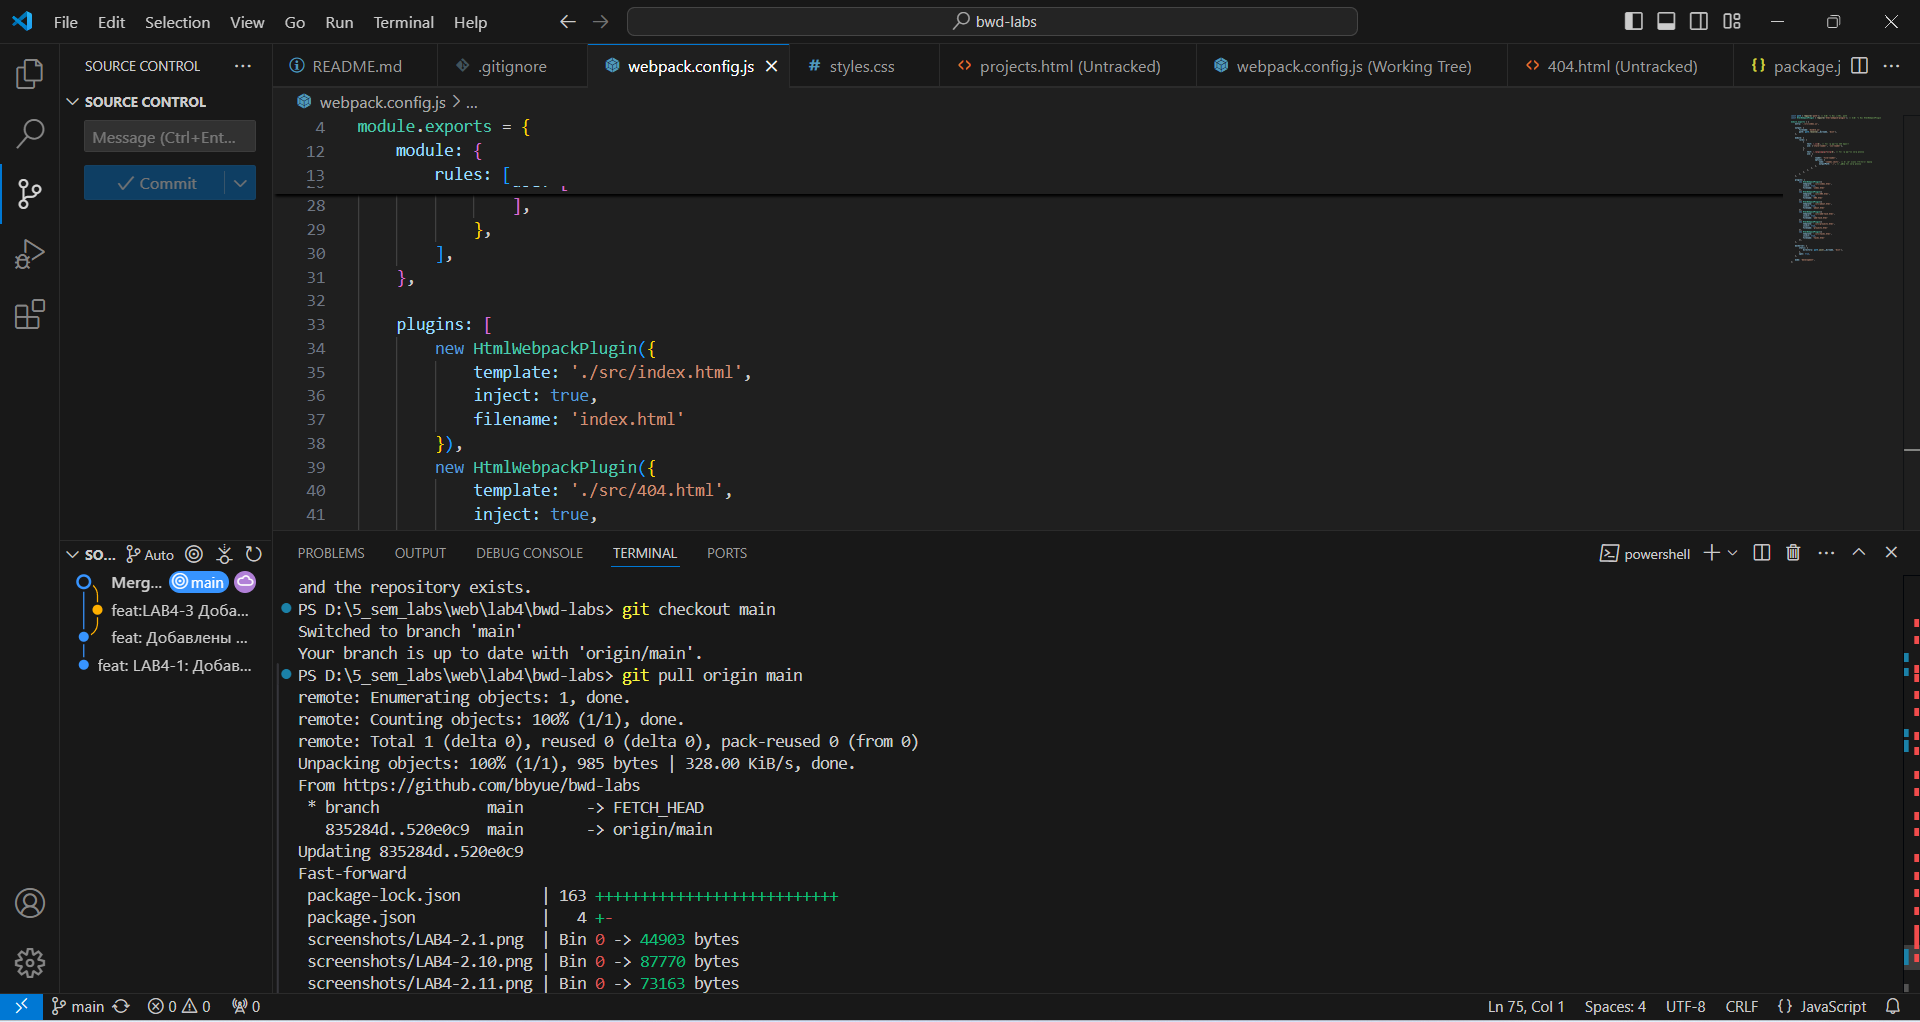 File Edit Selection View Go Run Terminal Help
bwd-labs
SOURCE CONTROL
README.md
.gitignore
webpack.config.js
styles.css
projects.html (Untracked)
webpack.config.js (Working Tree)
404.html (Untracked)
package.j
SOURCE CONTROL
Message (Ctrl+Ent...
Commit
webpack.config.js > ...
4 module.exports = {
12 module: {
13 rules: [
28 ],
29 },
30 ],
31 },
32
33 plugins: [
34 new HtmlWebpackPlugin({
35 template: './src/index.html',
36 inject: true,
37 filename: 'index.html'
38 }),
39 new HtmlWebpackPlugin({
40 template: './src/404.html',
41 inject: true,
SO... Auto
Merg... main
feat:LAB4-3 Доба...
feat: Добавлены ...
feat: LAB4-1: Добав...
PROBLEMS OUTPUT DEBUG CONSOLE TERMINAL PORTS
powershell
and the repository exists.
PS D:\5_sem_labs\web\lab4\bwd-labs> git checkout main
Switched to branch 'main'
Your branch is up to date with 'origin/main'.
PS D:\5_sem_labs\web\lab4\bwd-labs> git pull origin main
remote: Enumerating objects: 1, done.
remote: Counting objects: 100% (1/1), done.
remote: Total 1 (delta 0), reused 0 (delta 0), pack-reused 0 (from 0)
Unpacking objects: 100% (1/1), 985 bytes | 328.00 KiB/s, done.
From https://github.com/bbyue/bwd-labs
* branch main -> FETCH_HEAD
835284d..520e0c9 main -> origin/main
Updating 835284d..520e0c9
Fast-forward
package-lock.json | 163 +++++++++++++++++++++++++++
package.json | 4 +-
screenshots/LAB4-2.1.png | Bin 0 -> 44903 bytes
screenshots/LAB4-2.10.png | Bin 0 -> 87770 bytes
screenshots/LAB4-2.11.png | Bin 0 -> 73163 bytes
main 0 0 0
Ln 75, Col 1 Spaces: 4 UTF-8 CRLF {} JavaScript